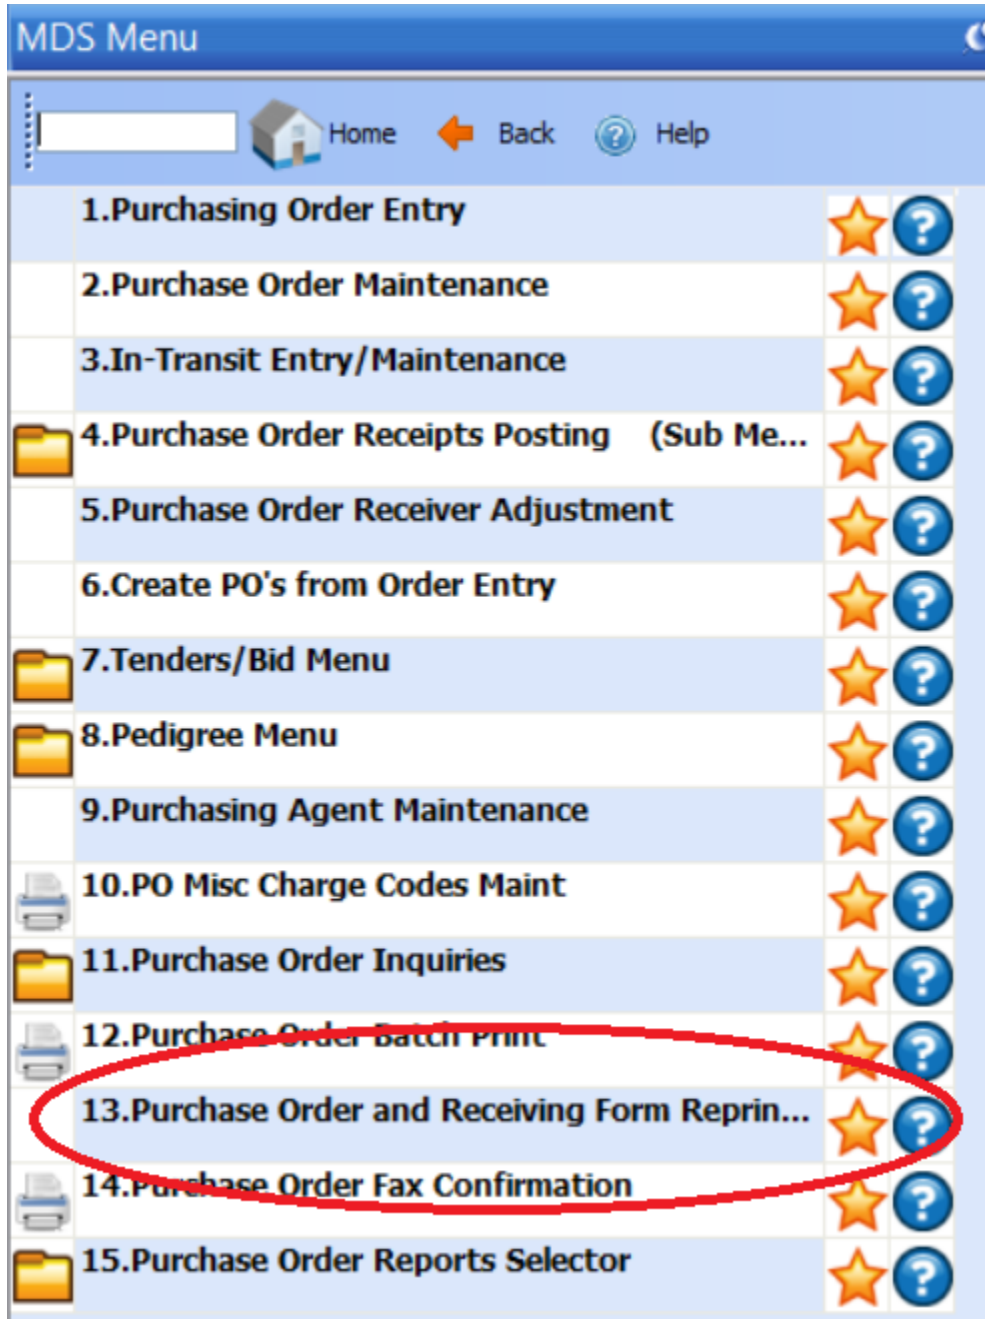 MDS Menu
Home Back Help
1.Purchasing Order Entry
2.Purchase Order Maintenance
3.In-Transit Entry/Maintenance
4.Purchase Order Receipts Posting (Sub Me...
5.Purchase Order Receiver Adjustment
6.Create PO's from Order Entry
7.Tenders/Bid Menu
8.Pedigree Menu
9.Purchasing Agent Maintenance
10.PO Misc Charge Codes Maint
11.Purchase Order Inquiries
12.Purchase Order Batch Print
13.Purchase Order and Receiving Form Reprin...
14.Purchase Order Fax Confirmation
15.Purchase Order Reports Selector